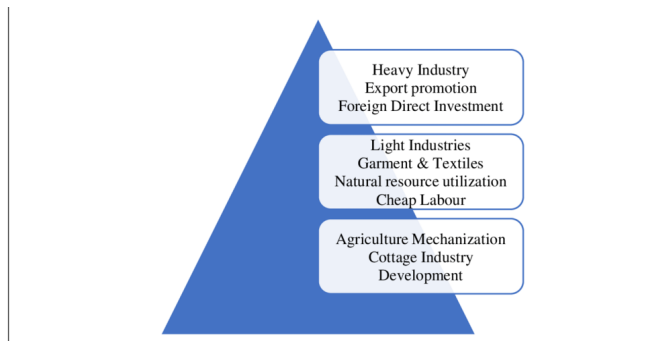 Heavy Industry
Export promotion
Foreign Direct Investment
Light Industries
Garment & Textiles
Natural resource utilization
Cheap Labour
Agriculture Mechanization
Cottage Industry
Development